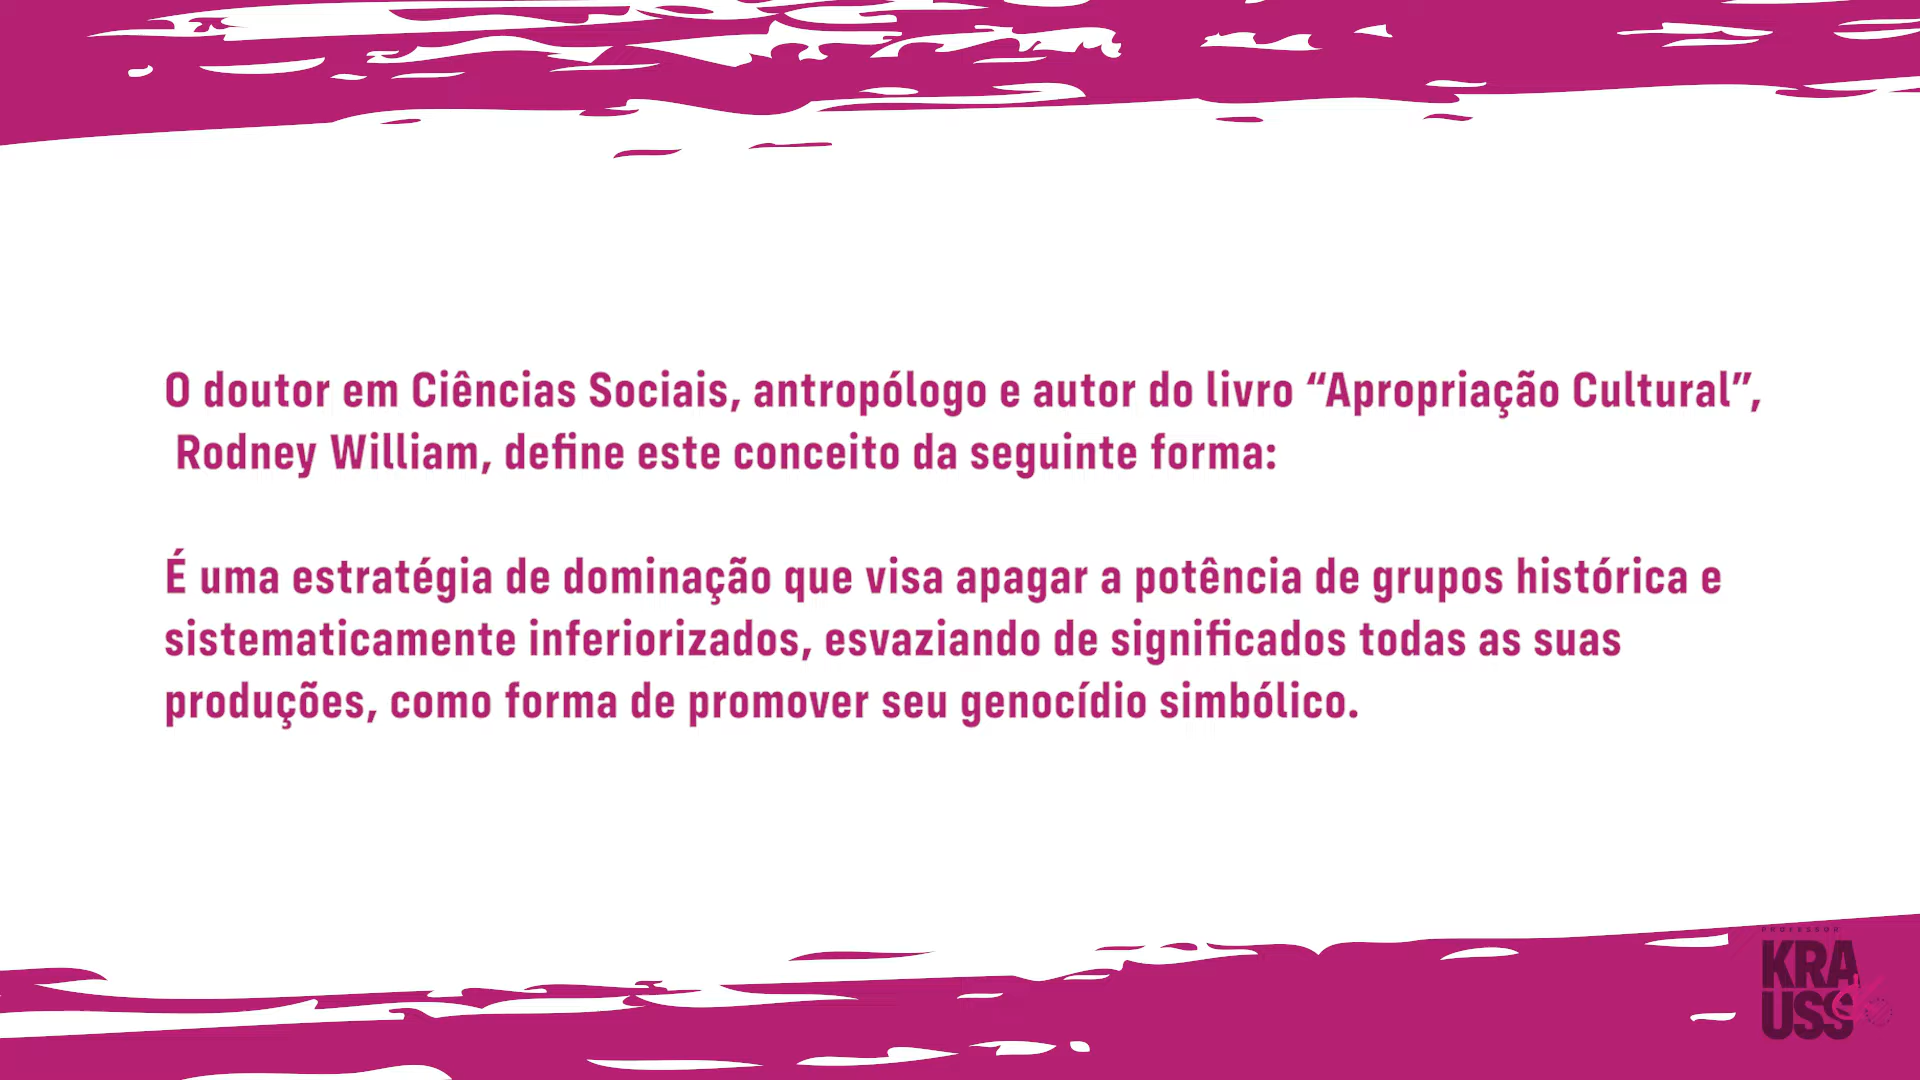 O doutor em Ciências Sociais, antropólogo e autor do livro “Apropriação Cultural”,
Rodney William, define este conceito da seguinte forma:
É uma estratégia de dominação que visa apagar a potência de grupos histórica e
sistematicamente inferiorizados, esvaziando de significados todas as suas
produções, como forma de promover seu genocídio simbólico.
PROFESSOR
KRA
USS